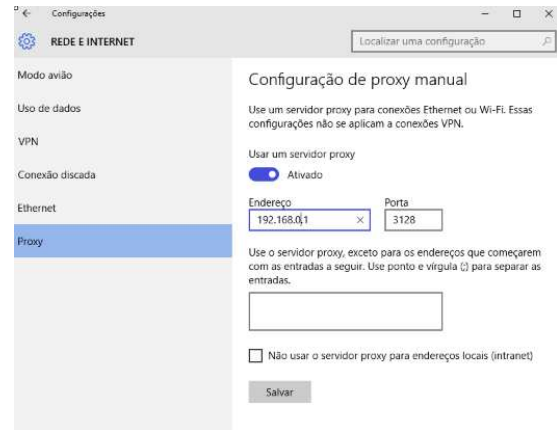 Configurações
REDE E INTERNET
Localizar uma configuração
Modo avião
Uso de dados
VPN
Conexão discada
Ethernet
Proxy
Configuração de proxy manual
Use um servidor proxy para conexões Ethernet ou Wi-Fi. Essas
configurações não se aplicam a conexões VPN.
Usar um servidor proxy
Ativado
Endereço Porta
192.168.0.1 3128
Use o servidor proxy, exceto para os endereços que começarem
com as entradas a seguir. Use ponto e vírgula (;) para separar as
entradas.
Não usar o servidor proxy para endereços locais (intranet)
Salvar